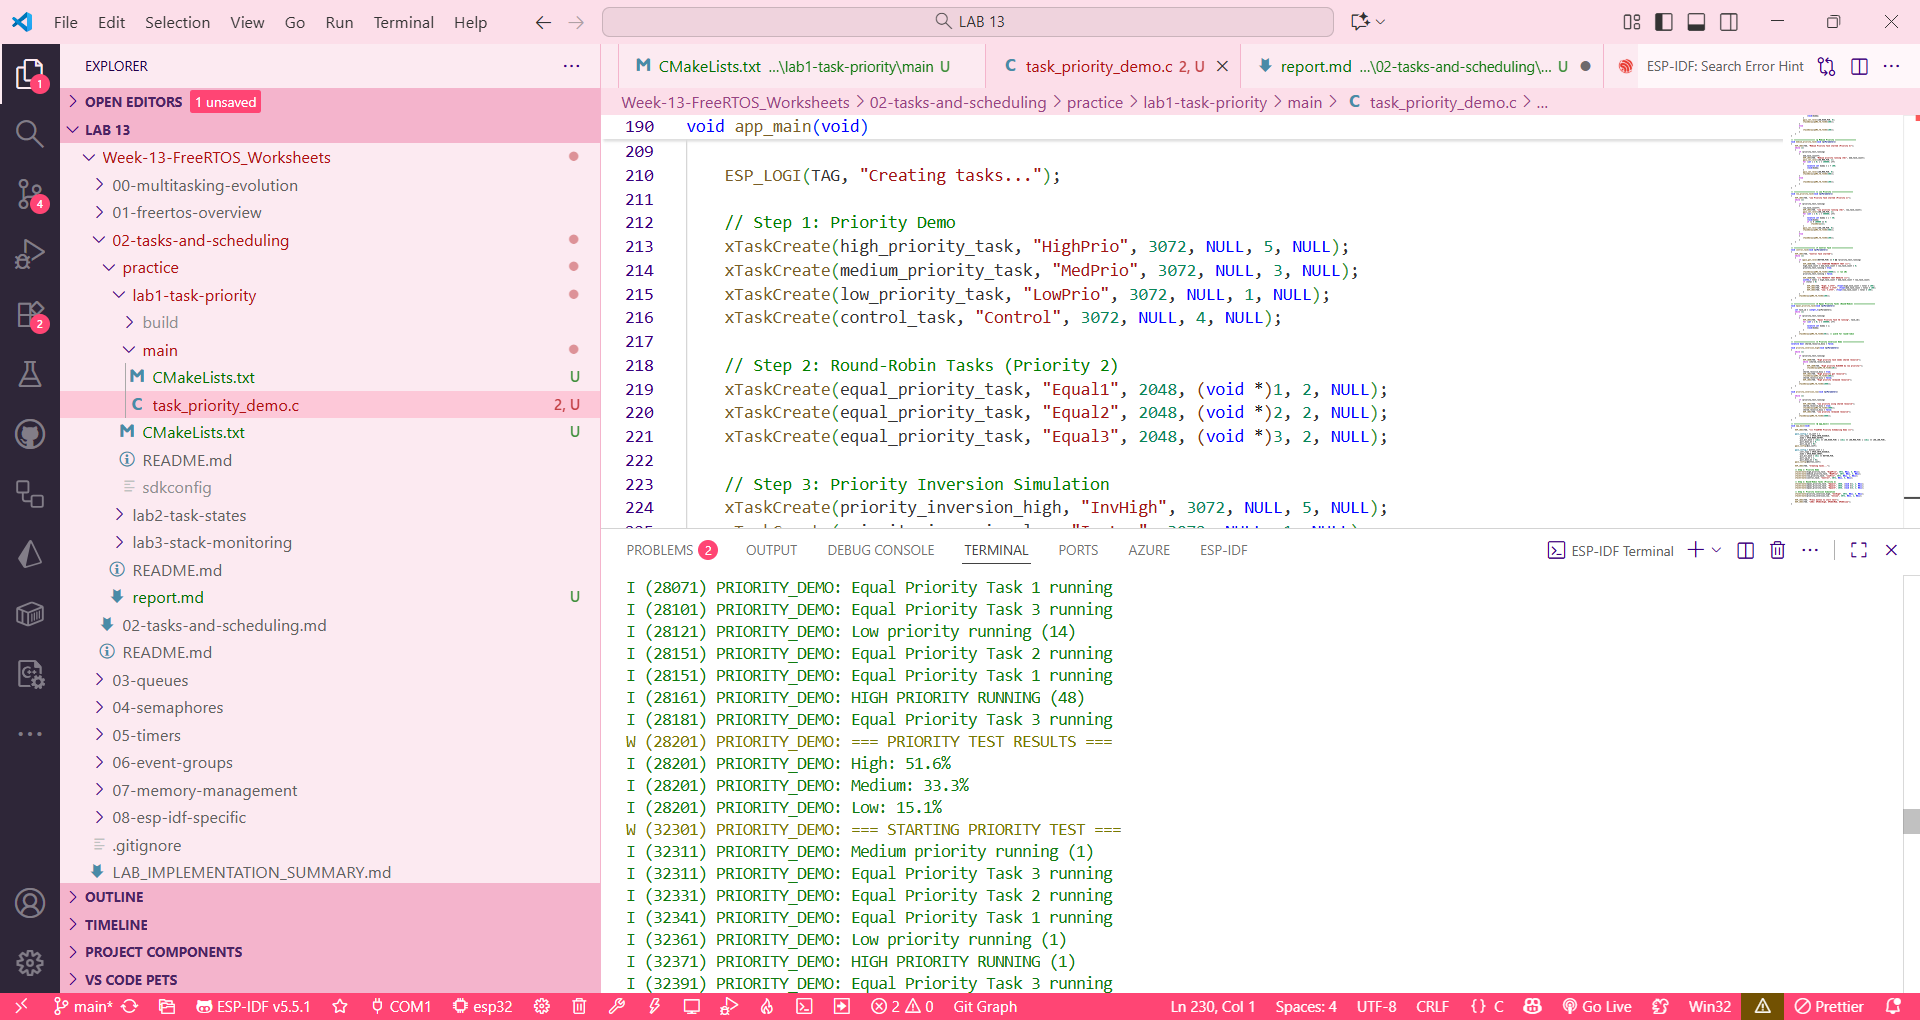 File Edit Selection View Go Run Terminal Help
LAB 13
EXPLORER
OPEN EDITORS 1 unsaved
LAB 13
Week-13-FreeRTOS_Worksheets
00-multitasking-evolution
01-freertos-overview
02-tasks-and-scheduling
practice
lab1-task-priority
build
main
CMakeLists.txt U
task_priority_demo.c 2, U
CMakeLists.txt U
README.md
sdkconfig
lab2-task-states
lab3-stack-monitoring
README.md
report.md U
02-tasks-and-scheduling.md
README.md
03-queues
04-semaphores
05-timers
06-event-groups
07-memory-management
08-esp-idf-specific
.gitignore
LAB_IMPLEMENTATION_SUMMARY.md
OUTLINE
TIMELINE
PROJECT COMPONENTS
VS CODE PETS
1
4
2
CMakeLists.txt ...\lab1-task-priority\main U
task_priority_demo.c 2, U
report.md ...\02-tasks-and-scheduling\... U
ESP-IDF: Search Error Hint
Week-13-FreeRTOS_Worksheets > 02-tasks-and-scheduling > practice > lab1-task-priority > main > C task_priority_demo.c > ...
190 void app_main(void)
209
210 ESP_LOGI(TAG, "Creating tasks...");
211
212 // Step 1: Priority Demo
213 xTaskCreate(high_priority_task, "HighPrio", 3072, NULL, 5, NULL);
214 xTaskCreate(medium_priority_task, "MedPrio", 3072, NULL, 3, NULL);
215 xTaskCreate(low_priority_task, "LowPrio", 3072, NULL, 1, NULL);
216 xTaskCreate(control_task, "Control", 3072, NULL, 4, NULL);
217
218 // Step 2: Round-Robin Tasks (Priority 2)
219 xTaskCreate(equal_priority_task, "Equal1", 2048, (void *)1, 2, NULL);
220 xTaskCreate(equal_priority_task, "Equal2", 2048, (void *)2, 2, NULL);
221 xTaskCreate(equal_priority_task, "Equal3", 2048, (void *)3, 2, NULL);
222
223 // Step 3: Priority Inversion Simulation
224 xTaskCreate(priority_inversion_high, "InvHigh", 3072, NULL, 5, NULL);
PROBLEMS 2 OUTPUT DEBUG CONSOLE TERMINAL PORTS AZURE ESP-IDF
ESP-IDF Terminal
I (28071) PRIORITY_DEMO: Equal Priority Task 1 running
I (28101) PRIORITY_DEMO: Equal Priority Task 3 running
I (28121) PRIORITY_DEMO: Low priority running (14)
I (28151) PRIORITY_DEMO: Equal Priority Task 2 running
I (28151) PRIORITY_DEMO: Equal Priority Task 1 running
I (28161) PRIORITY_DEMO: HIGH PRIORITY RUNNING (48)
I (28181) PRIORITY_DEMO: Equal Priority Task 3 running
W (28201) PRIORITY_DEMO: === PRIORITY TEST RESULTS ===
I (28201) PRIORITY_DEMO: High: 51.6%
I (28201) PRIORITY_DEMO: Medium: 33.3%
I (28201) PRIORITY_DEMO: Low: 15.1%
W (32301) PRIORITY_DEMO: === STARTING PRIORITY TEST ===
I (32311) PRIORITY_DEMO: Medium priority running (1)
I (32311) PRIORITY_DEMO: Equal Priority Task 3 running
I (32331) PRIORITY_DEMO: Equal Priority Task 2 running
I (32341) PRIORITY_DEMO: Equal Priority Task 1 running
I (32361) PRIORITY_DEMO: Low priority running (1)
I (32371) PRIORITY_DEMO: HIGH PRIORITY RUNNING (1)
I (32391) PRIORITY_DEMO: Equal Priority Task 3 running
main* ESP-IDF v5.5.1 COM1 esp32 2 0 Git Graph Ln 230, Col 1 Spaces: 4 UTF-8 CRLF {} C Go Live Win32 Prettier